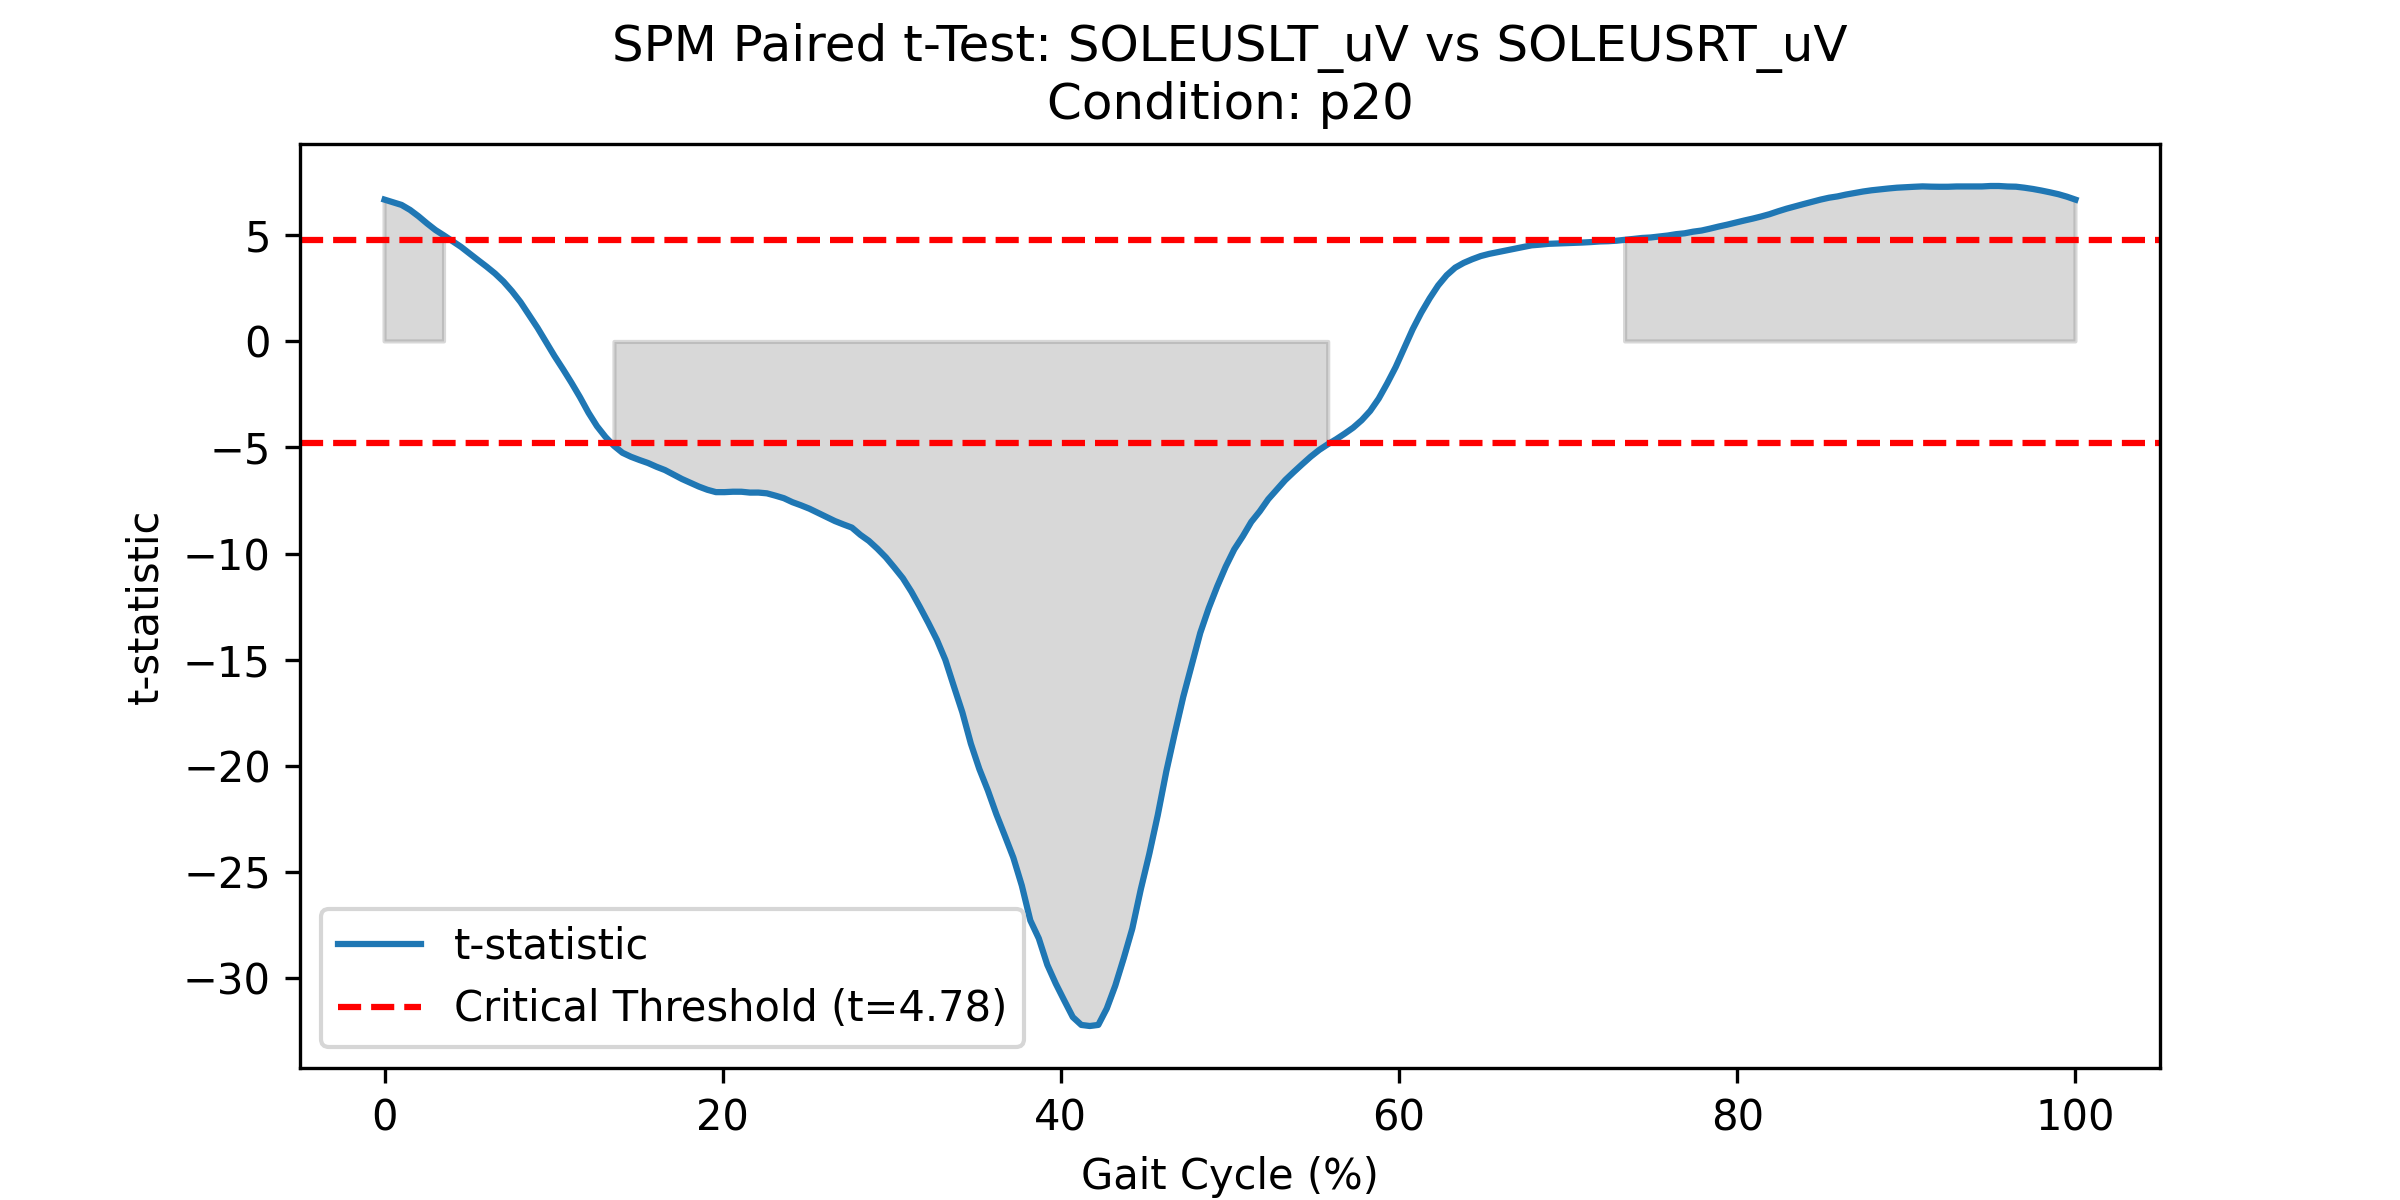 SPM Paired t-Test: SOLEUSLT_uV vs SOLEUSRT_uV
Condition: p20
t-statistic
5
0
−5
−10
−15
−20
−25
−30
t-statistic
Critical Threshold (t=4.78)
0 20 40 60 80 100
Gait Cycle (%)